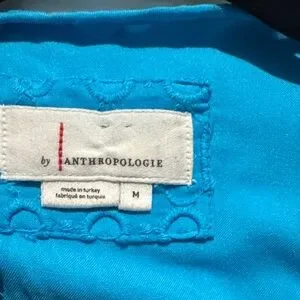 by ANTHROPOLOGIE
made in turkey
fabriqué en turquie
M